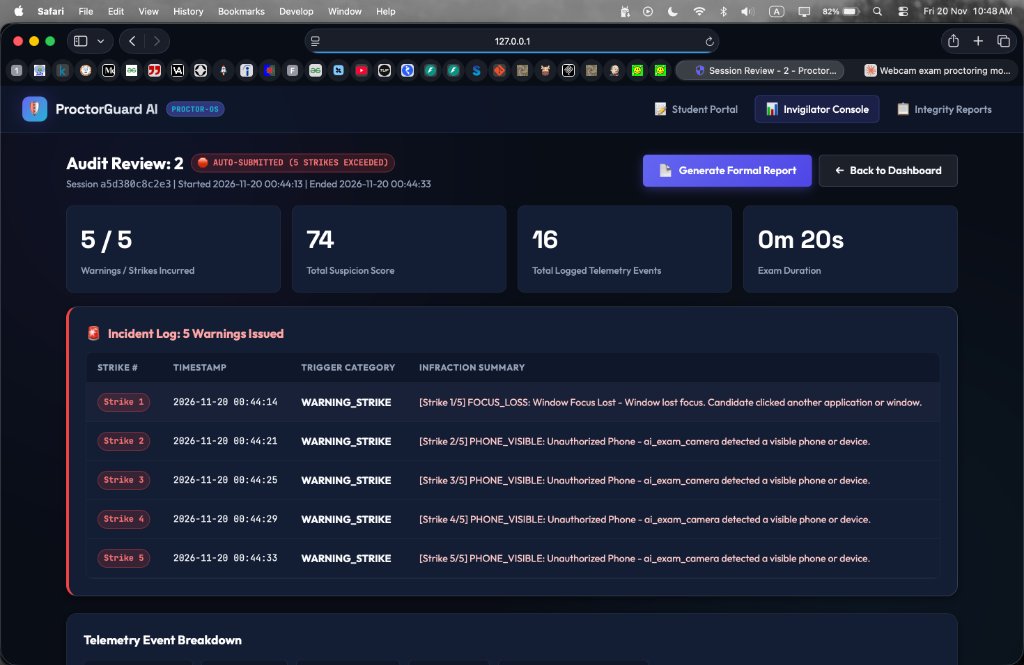 Safari File Edit View History Bookmarks Develop Window Help
A 82% Fri 20 Nov 10:48 AM
127.0.0.1
Session Review - 2 - Proctor...
Webcam exam proctoring mo...
ProctorGuard AI PROCTOR-OS
Student Portal Invigilator Console Integrity Reports
Audit Review: 2 AUTO-SUBMITTED (5 STRIKES EXCEEDED)
Session a5d380c8c2e3 | Started 2026-11-20 00:44:13 | Ended 2026-11-20 00:44:33
Generate Formal Report ← Back to Dashboard
5 / 5
Warnings / Strikes Incurred
74
Total Suspicion Score
16
Total Logged Telemetry Events
0m 20s
Exam Duration
Incident Log: 5 Warnings Issued
STRIKE # TIMESTAMP TRIGGER CATEGORY INFRACTION SUMMARY
Strike 1 2026-11-20 00:44:14 WARNING_STRIKE [Strike 1/5] FOCUS_LOSS: Window Focus Lost - Window lost focus. Candidate clicked another application or window.
Strike 2 2026-11-20 00:44:21 WARNING_STRIKE [Strike 2/5] PHONE_VISIBLE: Unauthorized Phone - ai_exam_camera detected a visible phone or device.
Strike 3 2026-11-20 00:44:25 WARNING_STRIKE [Strike 3/5] PHONE_VISIBLE: Unauthorized Phone - ai_exam_camera detected a visible phone or device.
Strike 4 2026-11-20 00:44:29 WARNING_STRIKE [Strike 4/5] PHONE_VISIBLE: Unauthorized Phone - ai_exam_camera detected a visible phone or device.
Strike 5 2026-11-20 00:44:33 WARNING_STRIKE [Strike 5/5] PHONE_VISIBLE: Unauthorized Phone - ai_exam_camera detected a visible phone or device.
Telemetry Event Breakdown